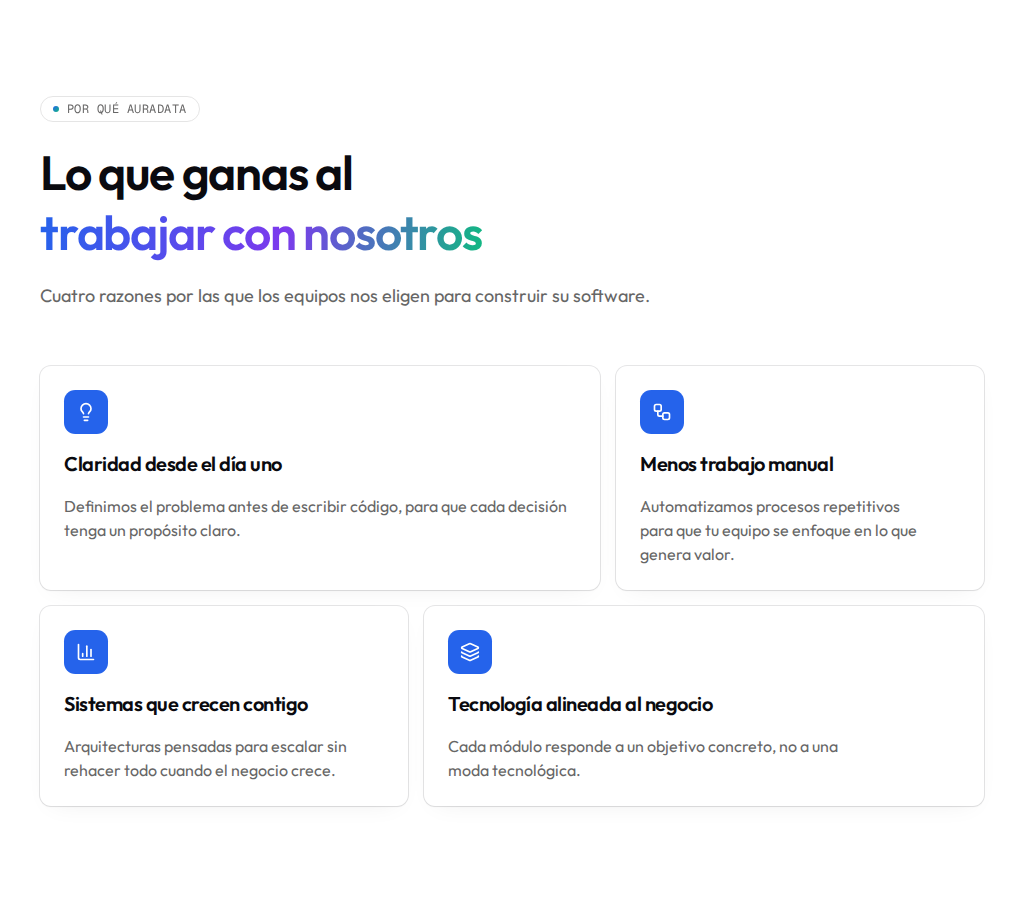 POR QUÉ AURADATA
Lo que ganas al
trabajar con nosotros
Cuatro razones por las que los equipos nos eligen para construir su software.
Claridad desde el día uno
Definimos el problema antes de escribir código, para que cada decisión
tenga un propósito claro.
Menos trabajo manual
Automatizamos procesos repetitivos
para que tu equipo se enfoque en lo que
genera valor.
Sistemas que crecen contigo
Arquitecturas pensadas para escalar sin
rehacer todo cuando el negocio crece.
Tecnología alineada al negocio
Cada módulo responde a un objetivo concreto, no a una
moda tecnológica.